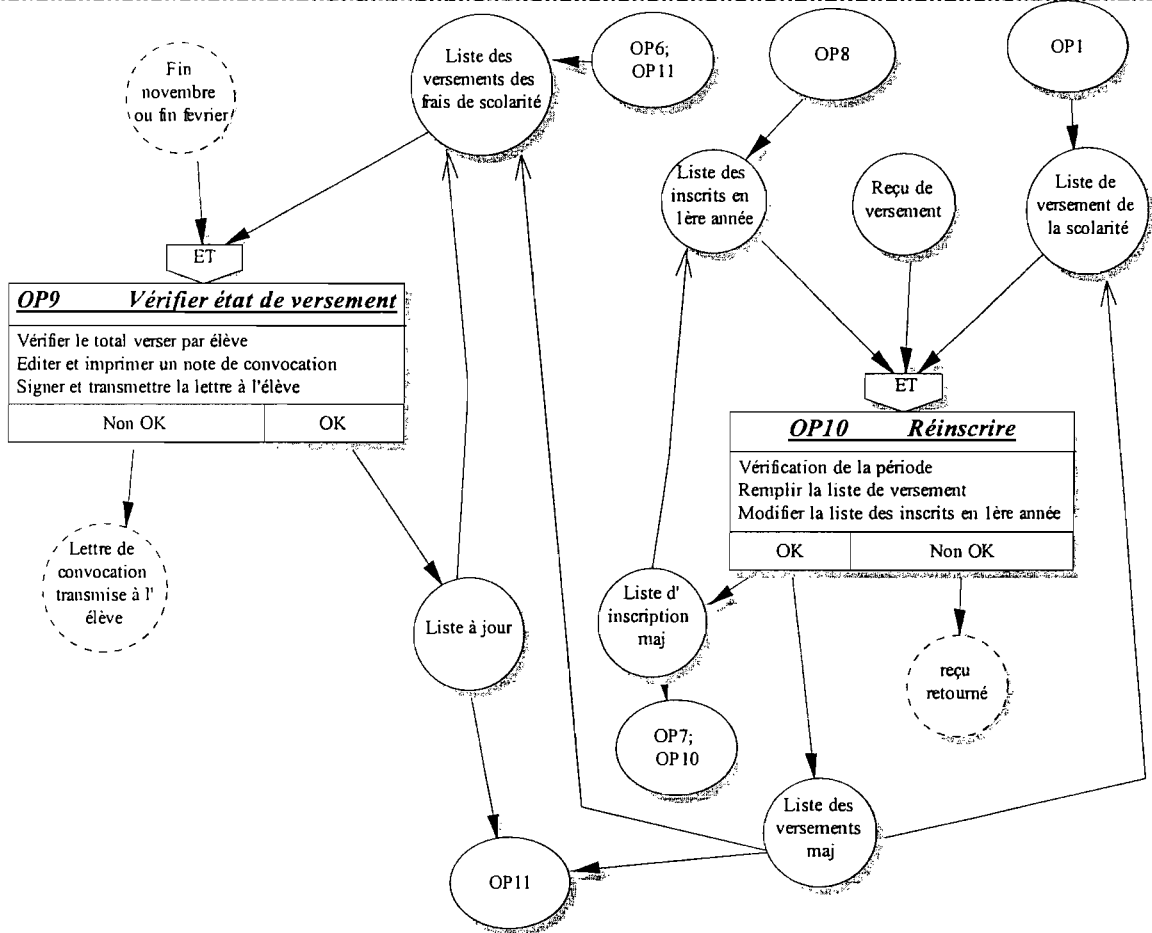 Fin
novembre
ou fin février
Liste des
versements des
frais de scolarité
OP6;
OP11
OP8
OP1
Liste des
inscrits en
1ère année
Reçu de
versement
Liste de
versement de
la scolarité
ET
OP9 Vérifier état de versement
Vérifier le total verser par élève
Editer et imprimer un note de convocation
Signer et transmettre la lettre à l'élève
Non OK
OK
ET
OP10 Réinscrire
Vérification de la période
Remplir la liste de versement
Modifier la liste des inscrits en 1ère année
OK
Non OK
Lettre de
convocation
transmise à l'
élève
Liste à jour
Liste d'
inscription
maj
reçu
retourné
OP7;
OP10
Liste des
versements
maj
OP11